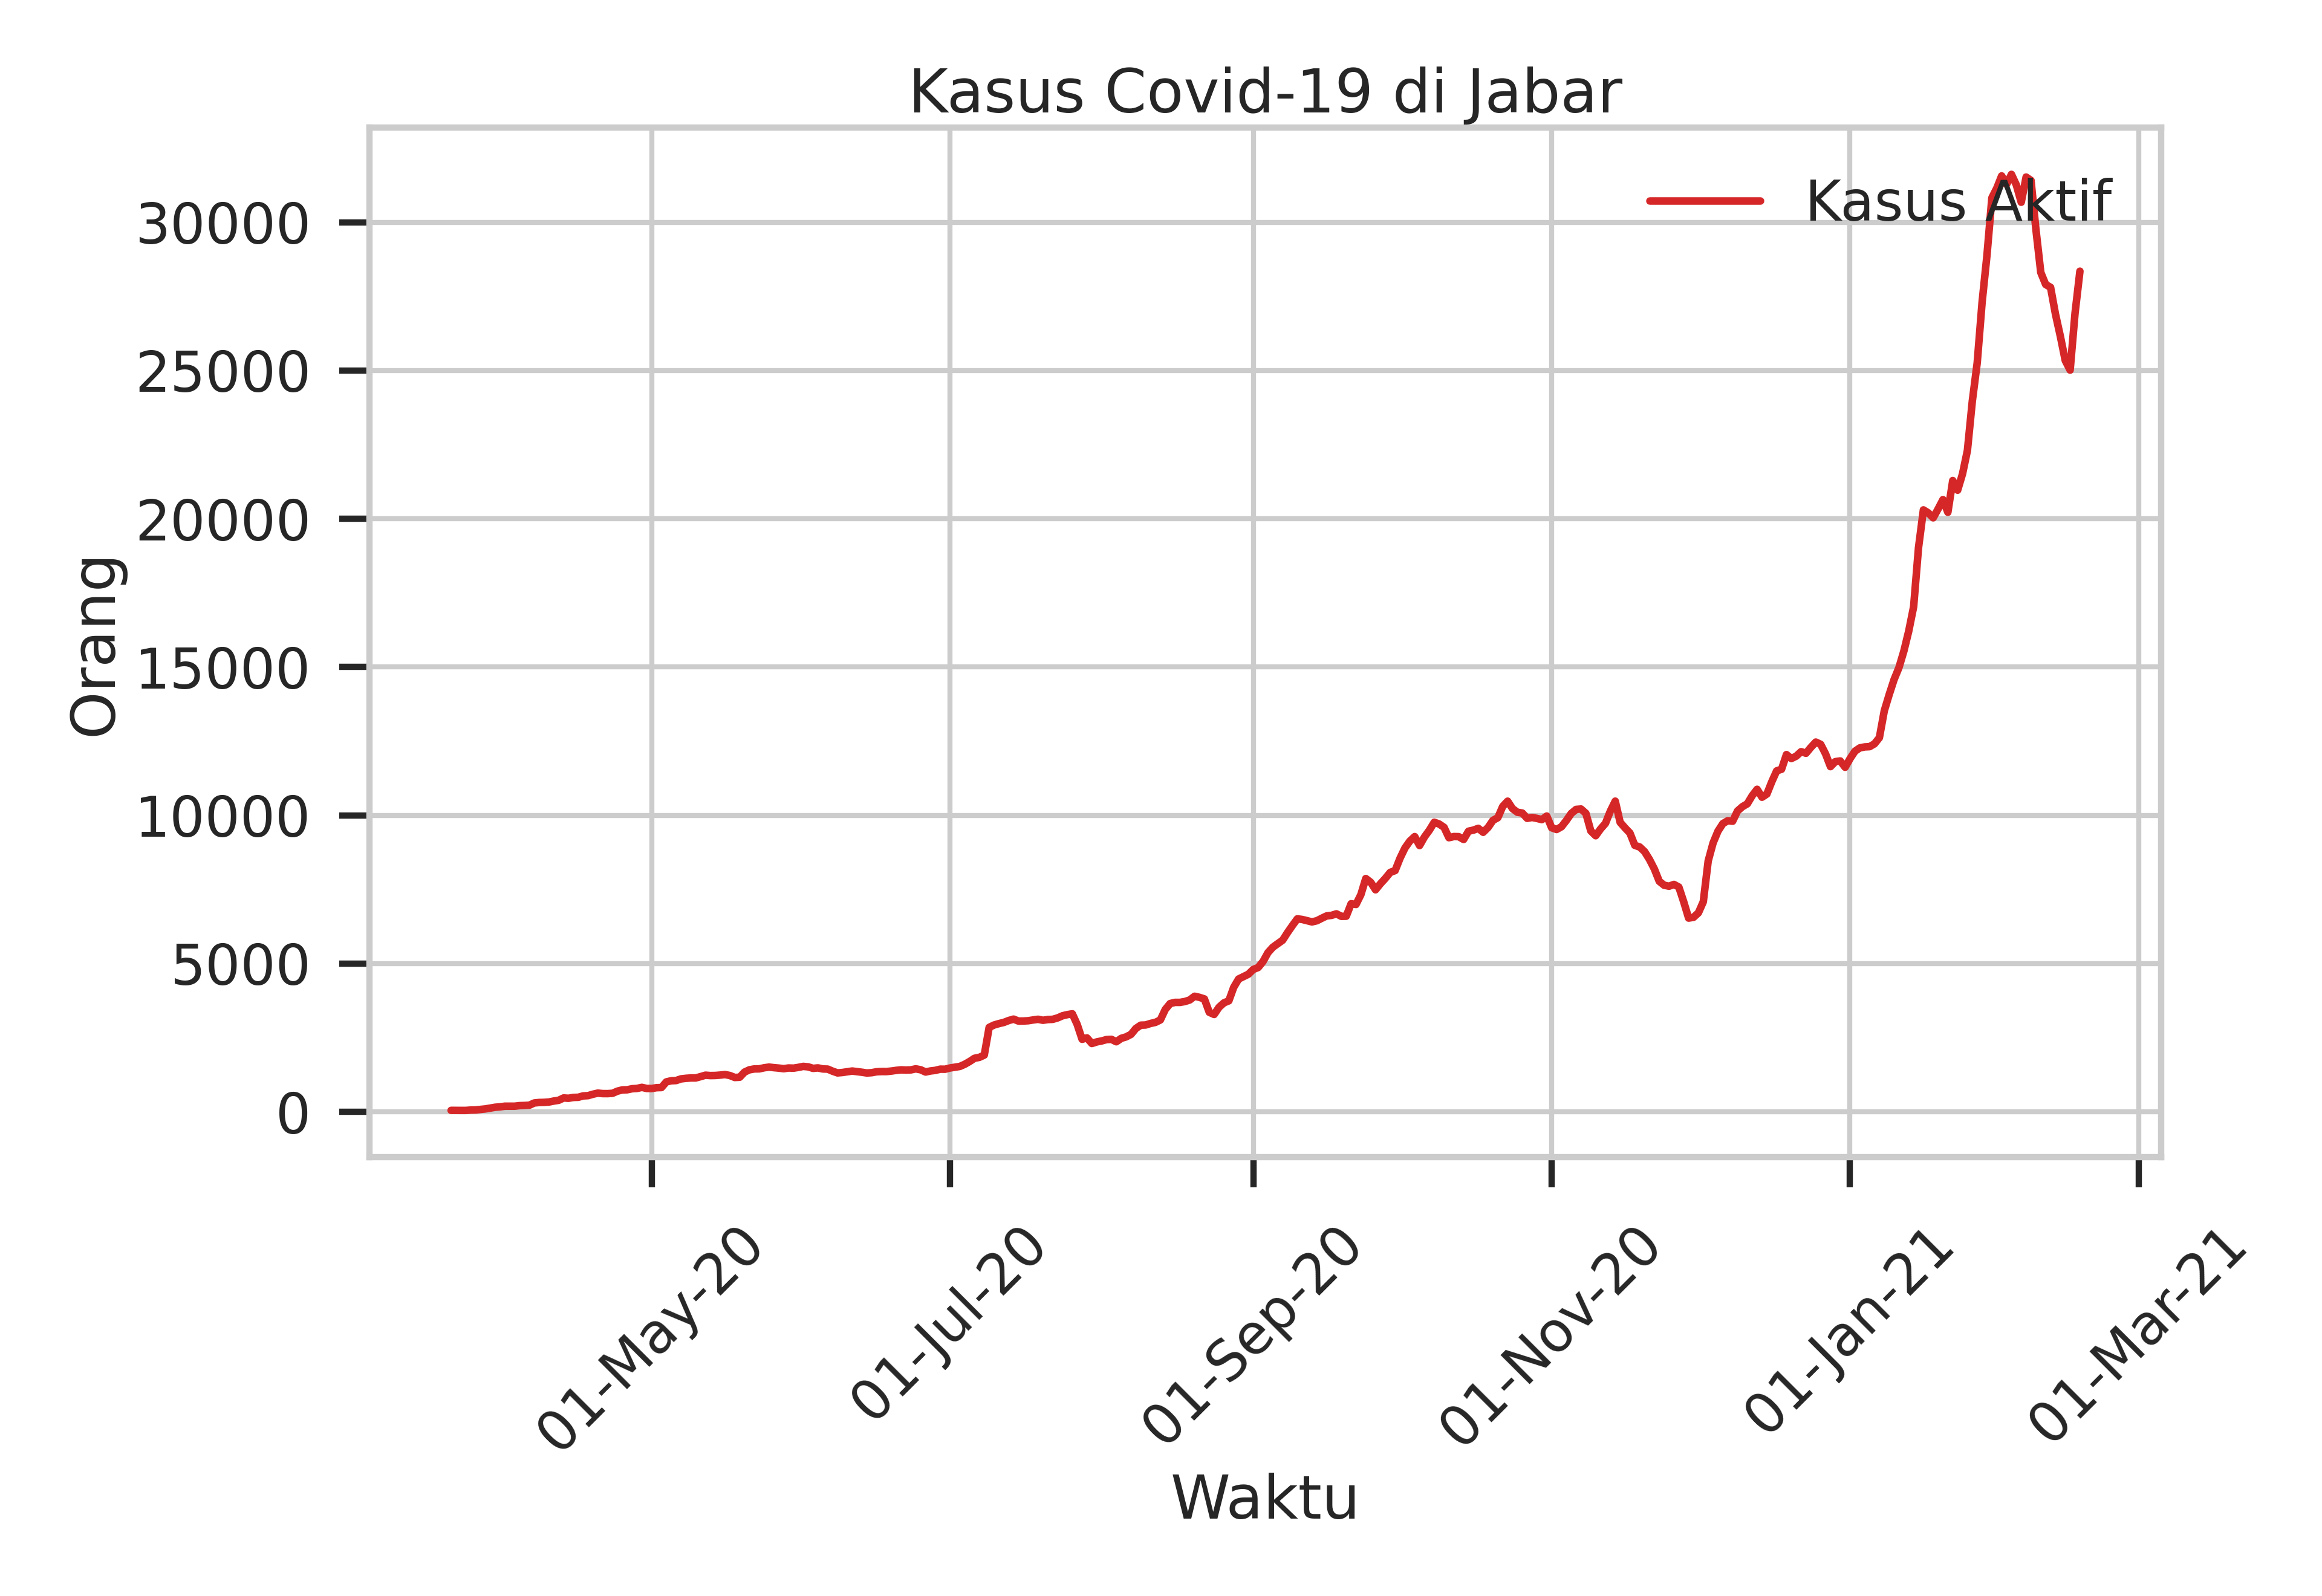 Kasus Covid-19 di Jabar
Kasus Aktif
Orang
30000
25000
20000
15000
10000
5000
0
01-May-20
01-Jul-20
01-Sep-20
01-Nov-20
01-Jan-21
01-Mar-21
Waktu